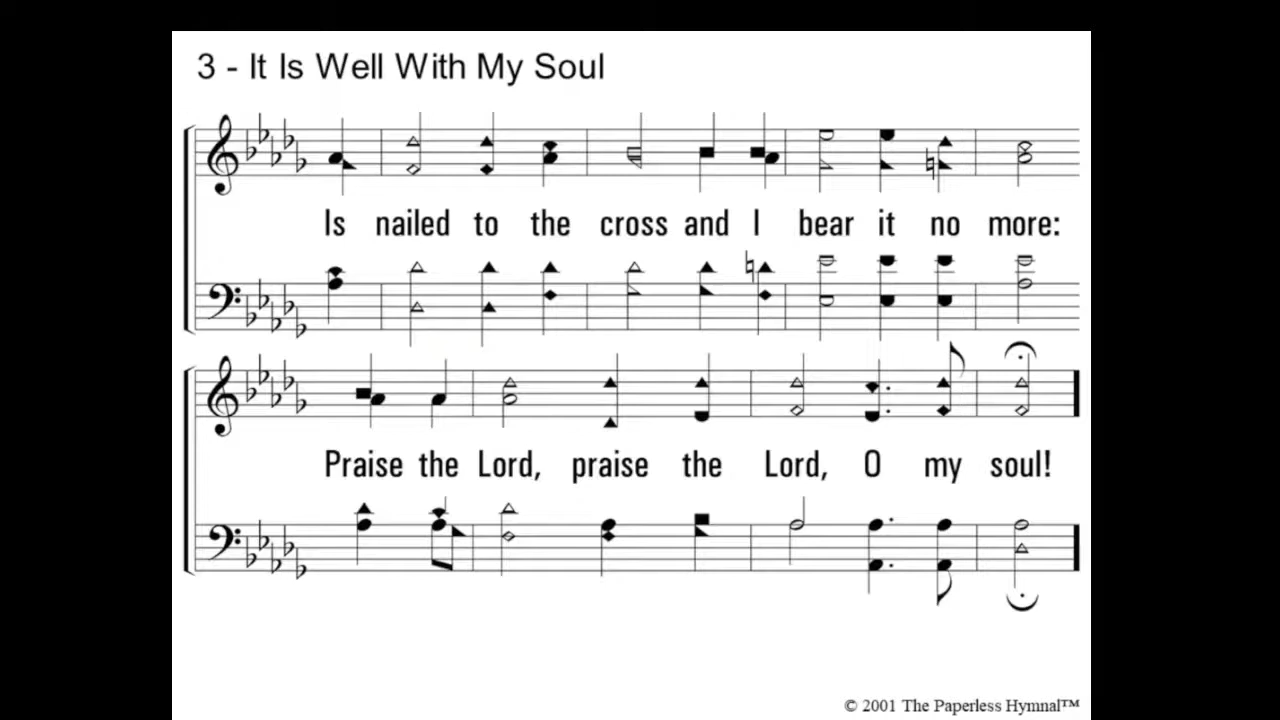 3 - It Is Well With My Soul
Is nailed to the cross and I bear it no more:
Praise the Lord, praise the Lord, O my soul!
© 2001 The Paperless Hymnal™